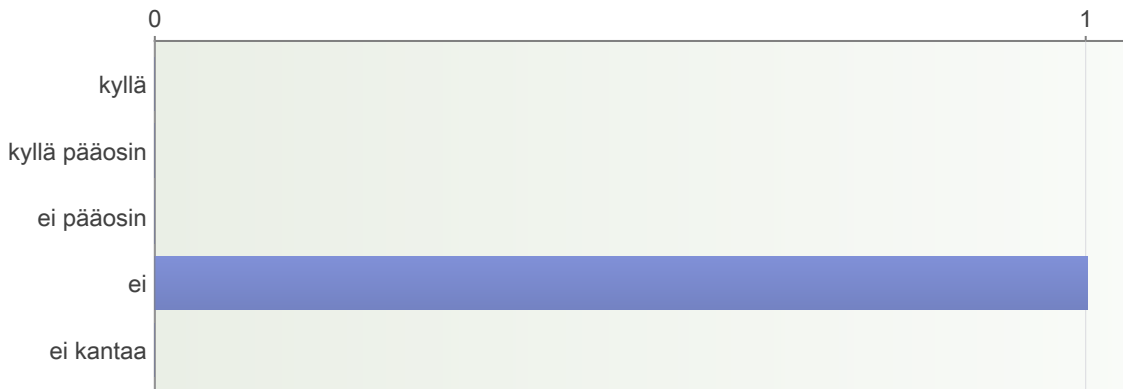 0 1
kyllä
kyllä pääosin
ei pääosin
ei
ei kantaa